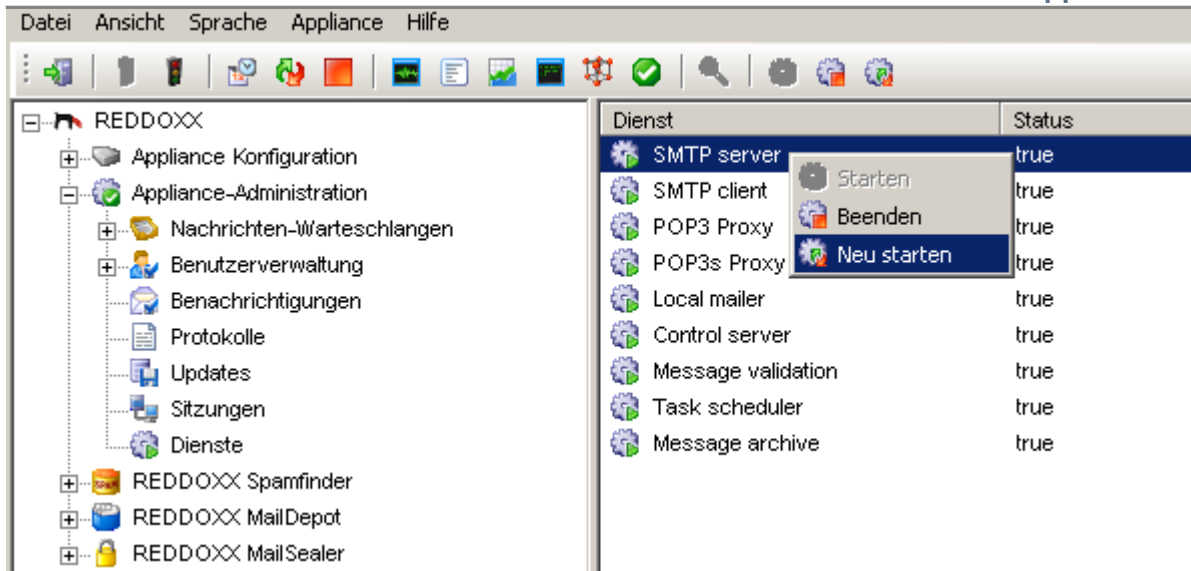 Datei Ansicht Sprache Appliance Hilfe
REDDOXX
Appliance Konfiguration
Appliance-Administration
Nachrichten-Warteschlangen
Benutzerverwaltung
Benachrichtigungen
Protokolle
Updates
Sitzungen
Dienste
REDDOXX Spamfinder
REDDOXX MailDepot
REDDOXX MailSealer
Dienst Status
SMTP server true
SMTP client true
POP3 Proxy true
POP3s Proxy true
Local mailer true
Control server true
Message validation true
Task scheduler true
Message archive true
Starten
Beenden
Neu starten